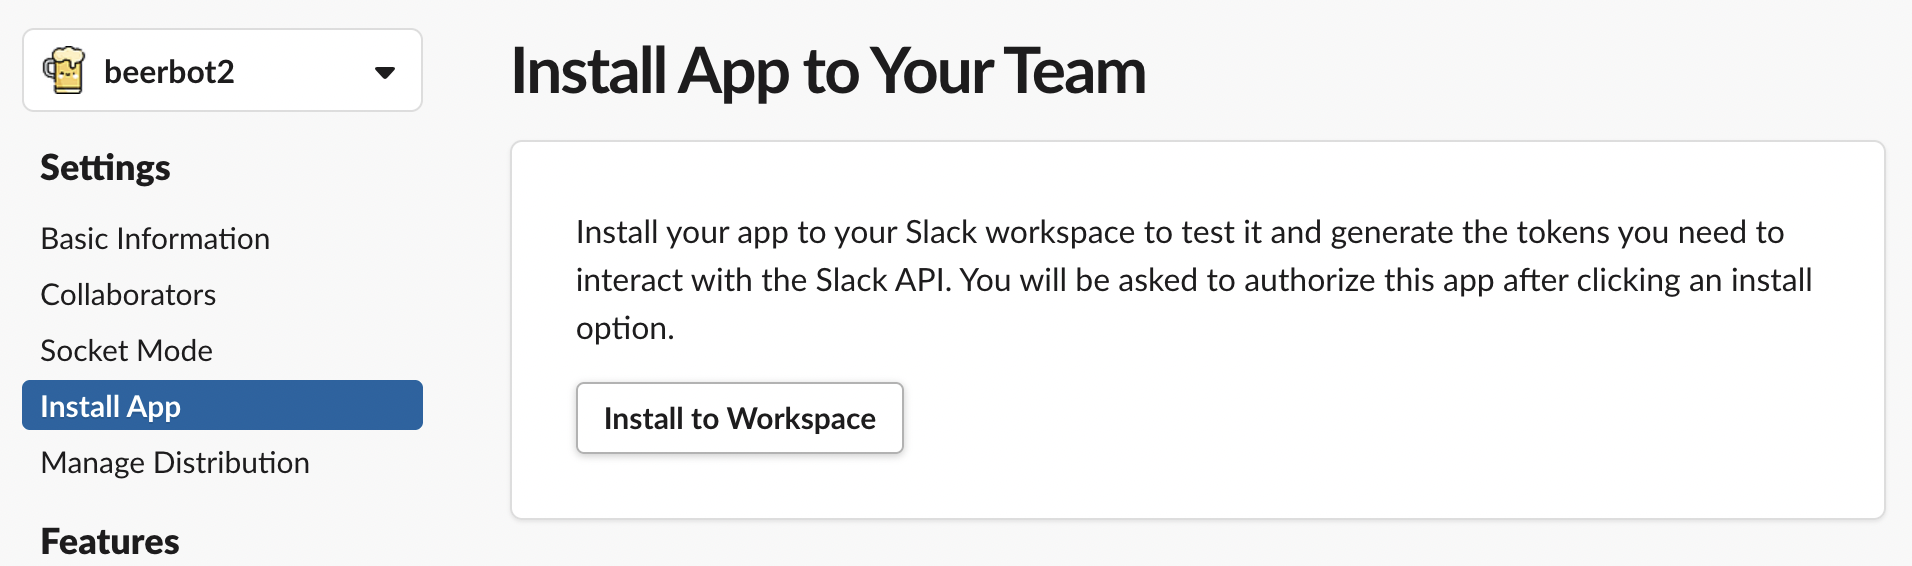 beerbot2
Settings
Basic Information
Collaborators
Socket Mode
Install App
Manage Distribution
Features
Install App to Your Team
Install your app to your Slack workspace to test it and generate the tokens you need to
interact with the Slack API. You will be asked to authorize this app after clicking an install
option.
Install to Workspace